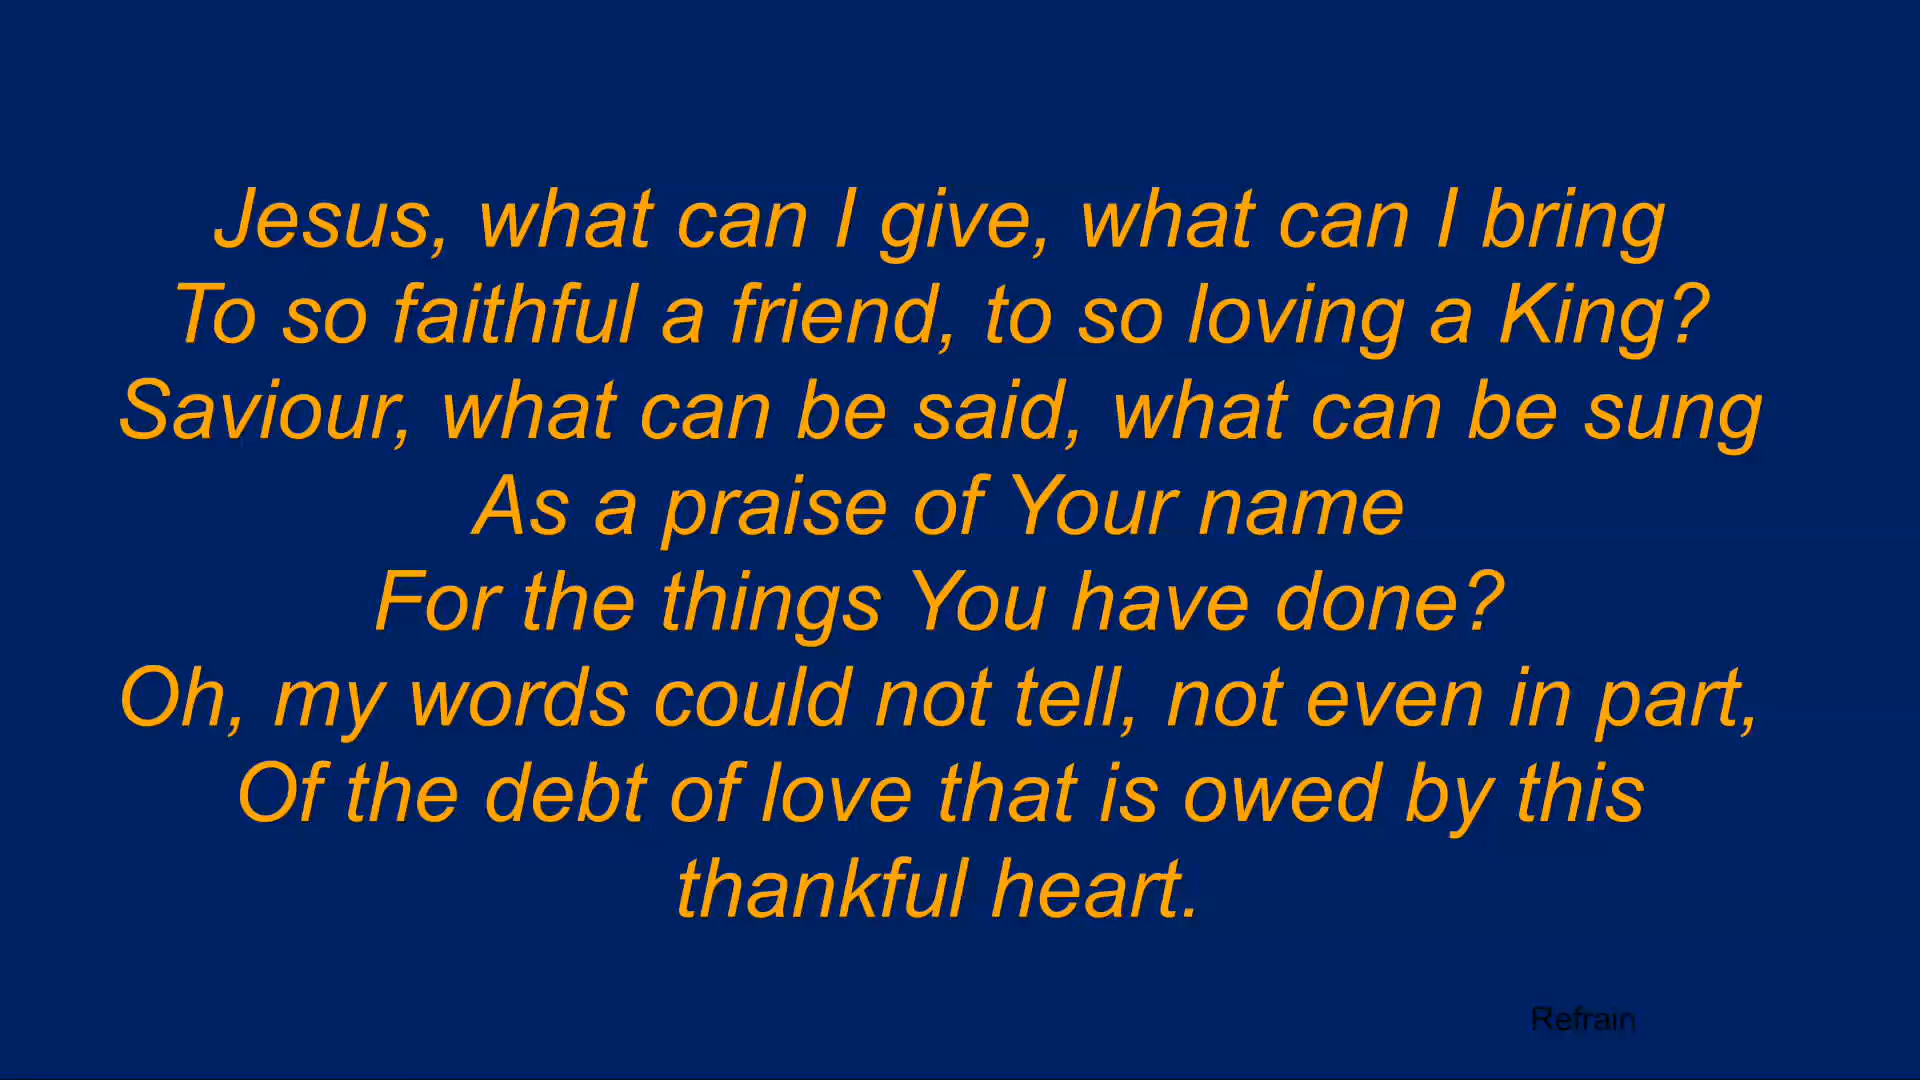 Jesus, what can I give, what can I bring
To so faithful a friend, to so loving a King?
Saviour, what can be said, what can be sung
As a praise of Your name
For the things You have done?
Oh, my words could not tell, not even in part,
Of the debt of love that is owed by this
thankful heart.
Refrain